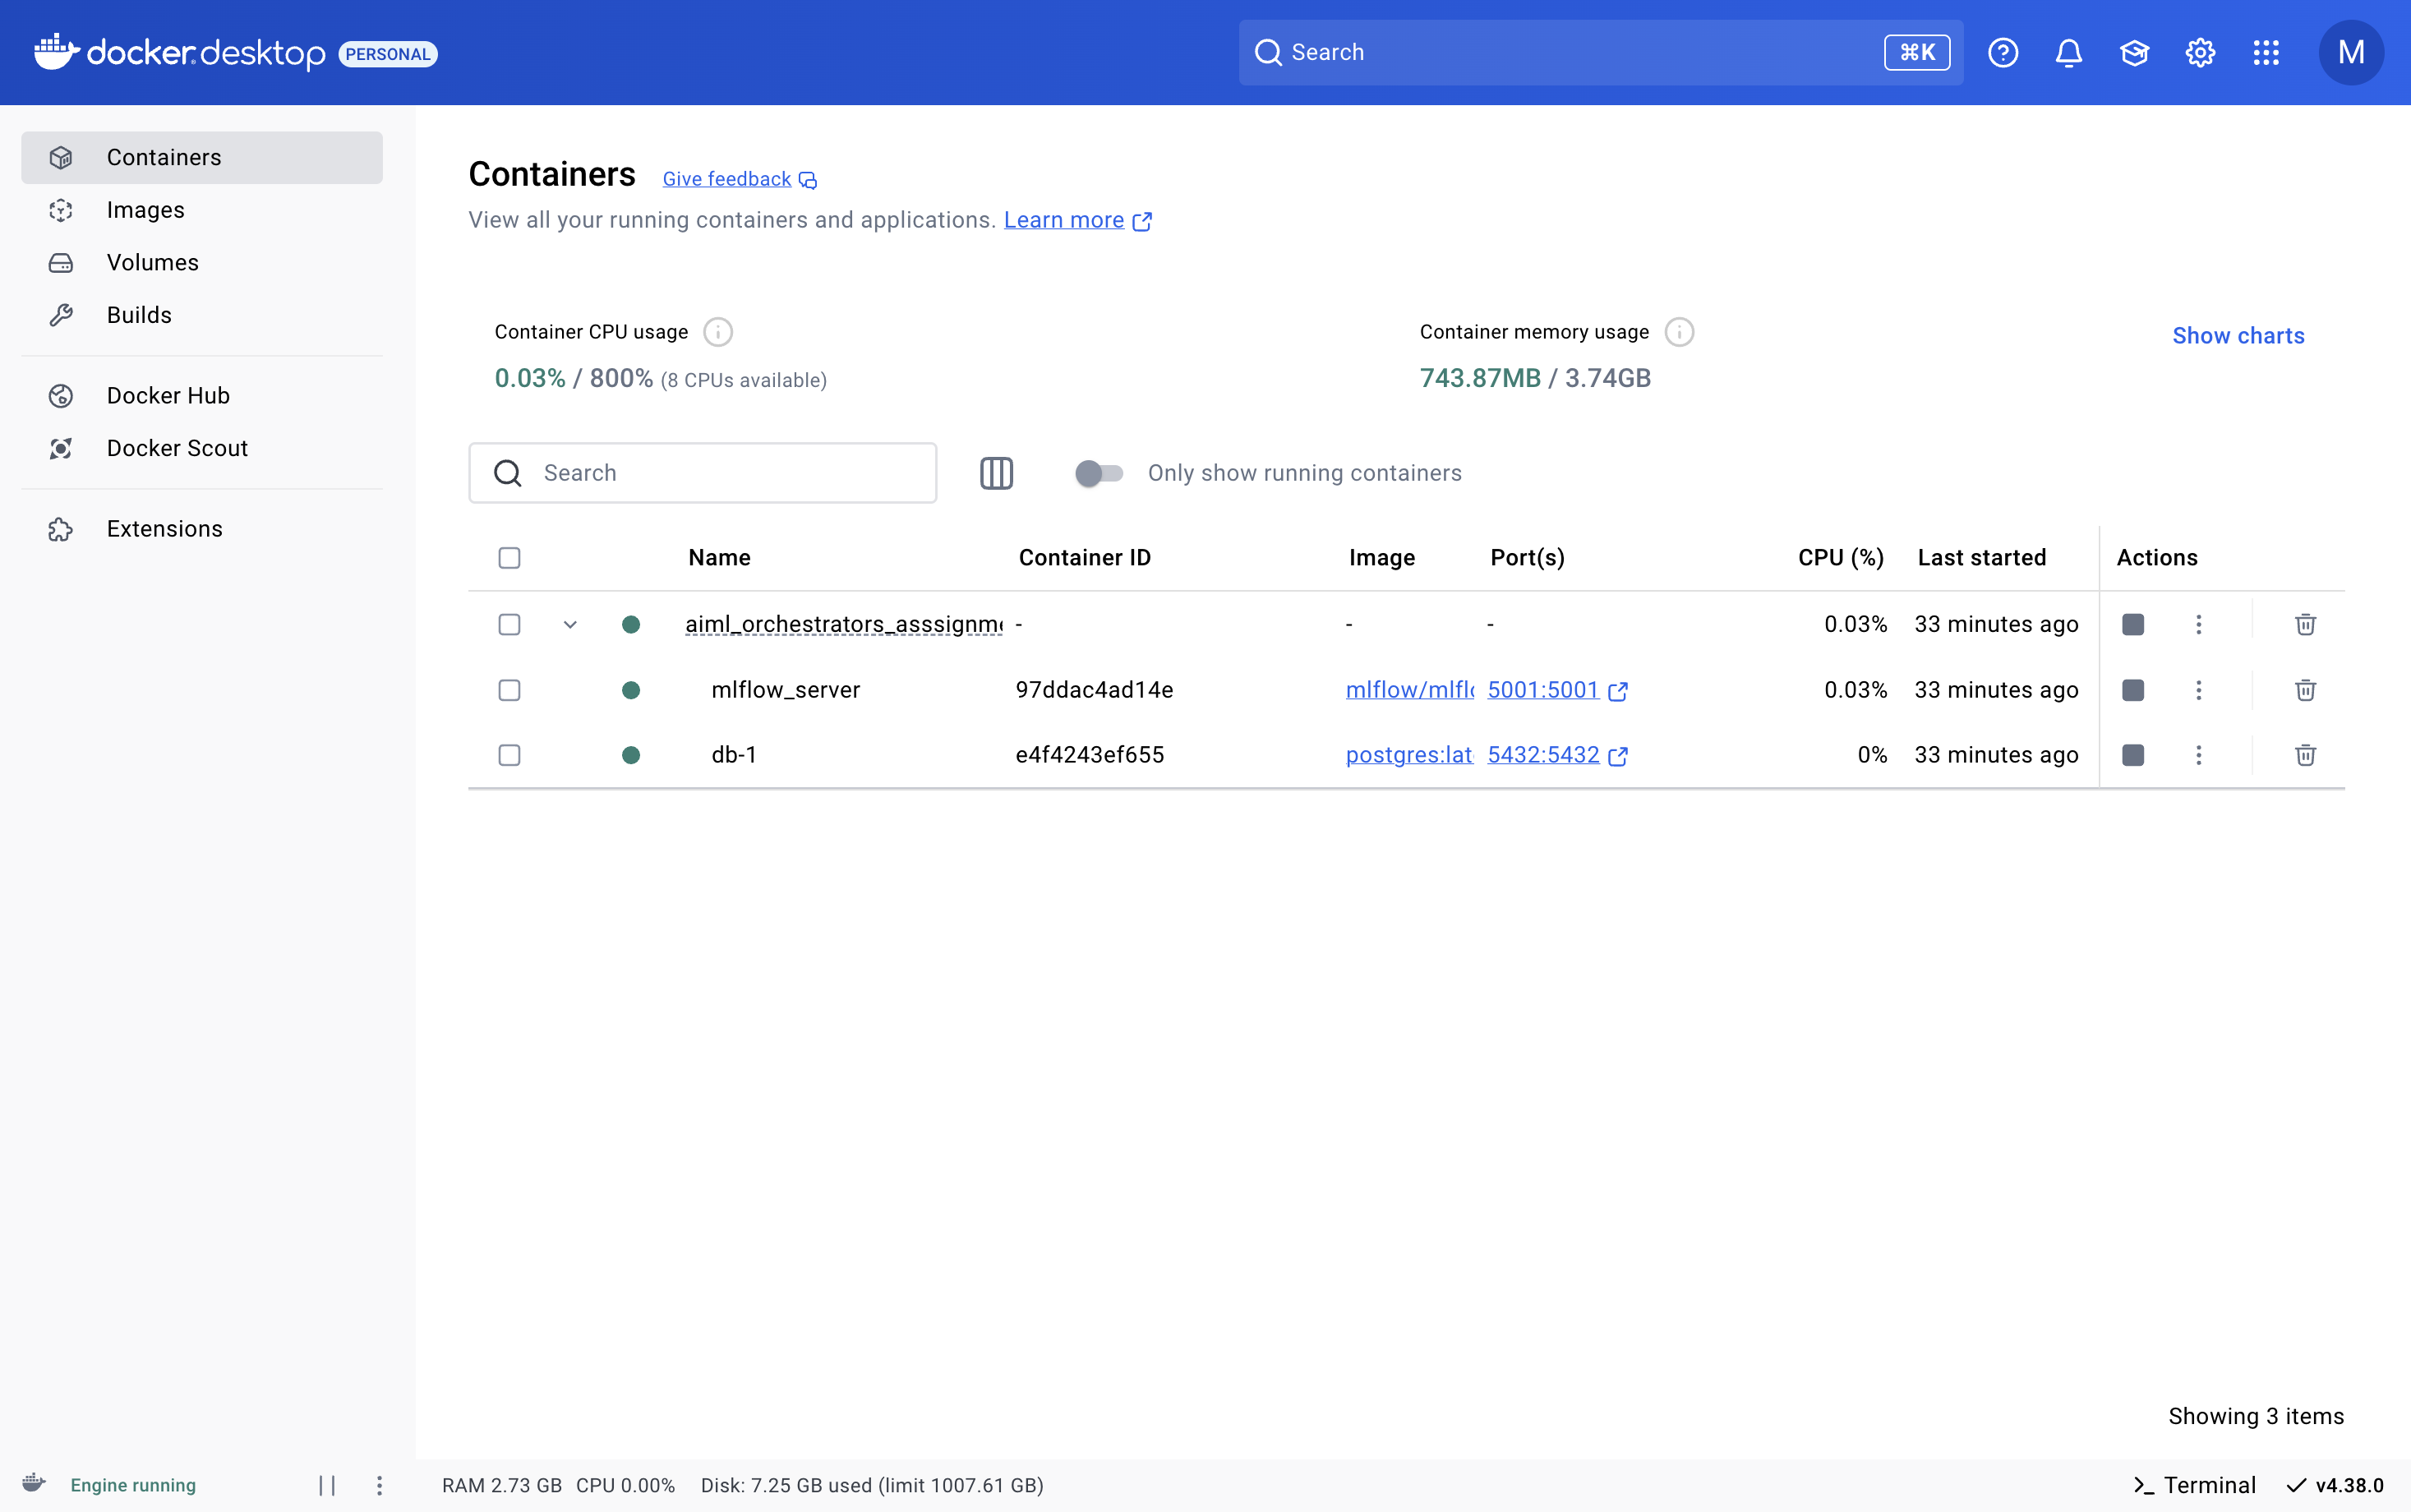 docker.desktop PERSONAL
Search ⌘K
M
Containers
Images
Volumes
Builds
Docker Hub
Docker Scout
Extensions
Containers Give feedback
View all your running containers and applications. Learn more
Container CPU usage
0.03% / 800% (8 CPUs available)
Container memory usage
743.87MB / 3.74GB
Show charts
Search
Only show running containers
Name Container ID Image Port(s) CPU (%) Last started Actions
aiml_orchestrators_asssignme - - - 0.03% 33 minutes ago
mlflow_server 97ddac4ad14e mlflow/mlflo 5001:5001 0.03% 33 minutes ago
db-1 e4f4243ef655 postgres:lat 5432:5432 0% 33 minutes ago
Showing 3 items
Engine running
RAM 2.73 GB CPU 0.00% Disk: 7.25 GB used (limit 1007.61 GB)
Terminal v4.38.0